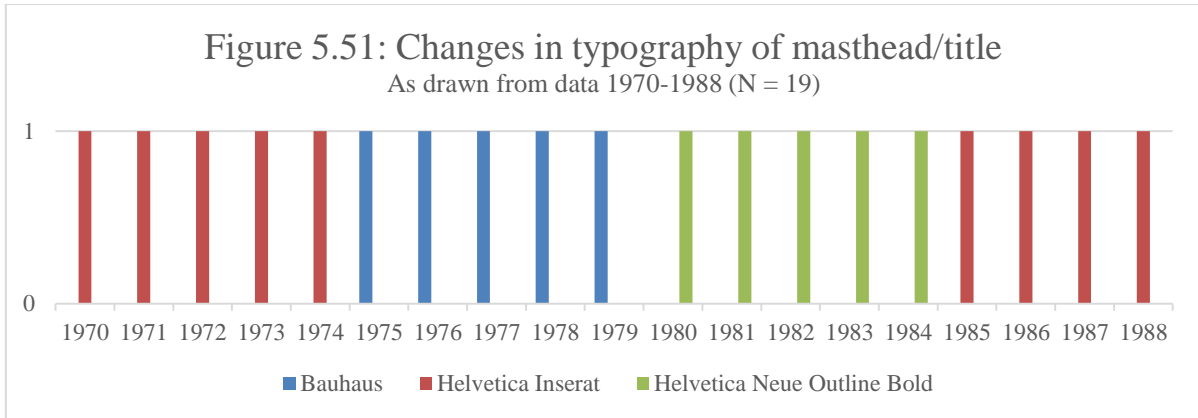 Figure 5.51: Changes in typography of masthead/title
As drawn from data 1970-1988 (N = 19)
1
0
1970 1971 1972 1973 1974 1975 1976 1977 1978 1979 1980 1981 1982 1983 1984 1985 1986 1987 1988
Bauhaus Helvetica Inserat Helvetica Neue Outline Bold